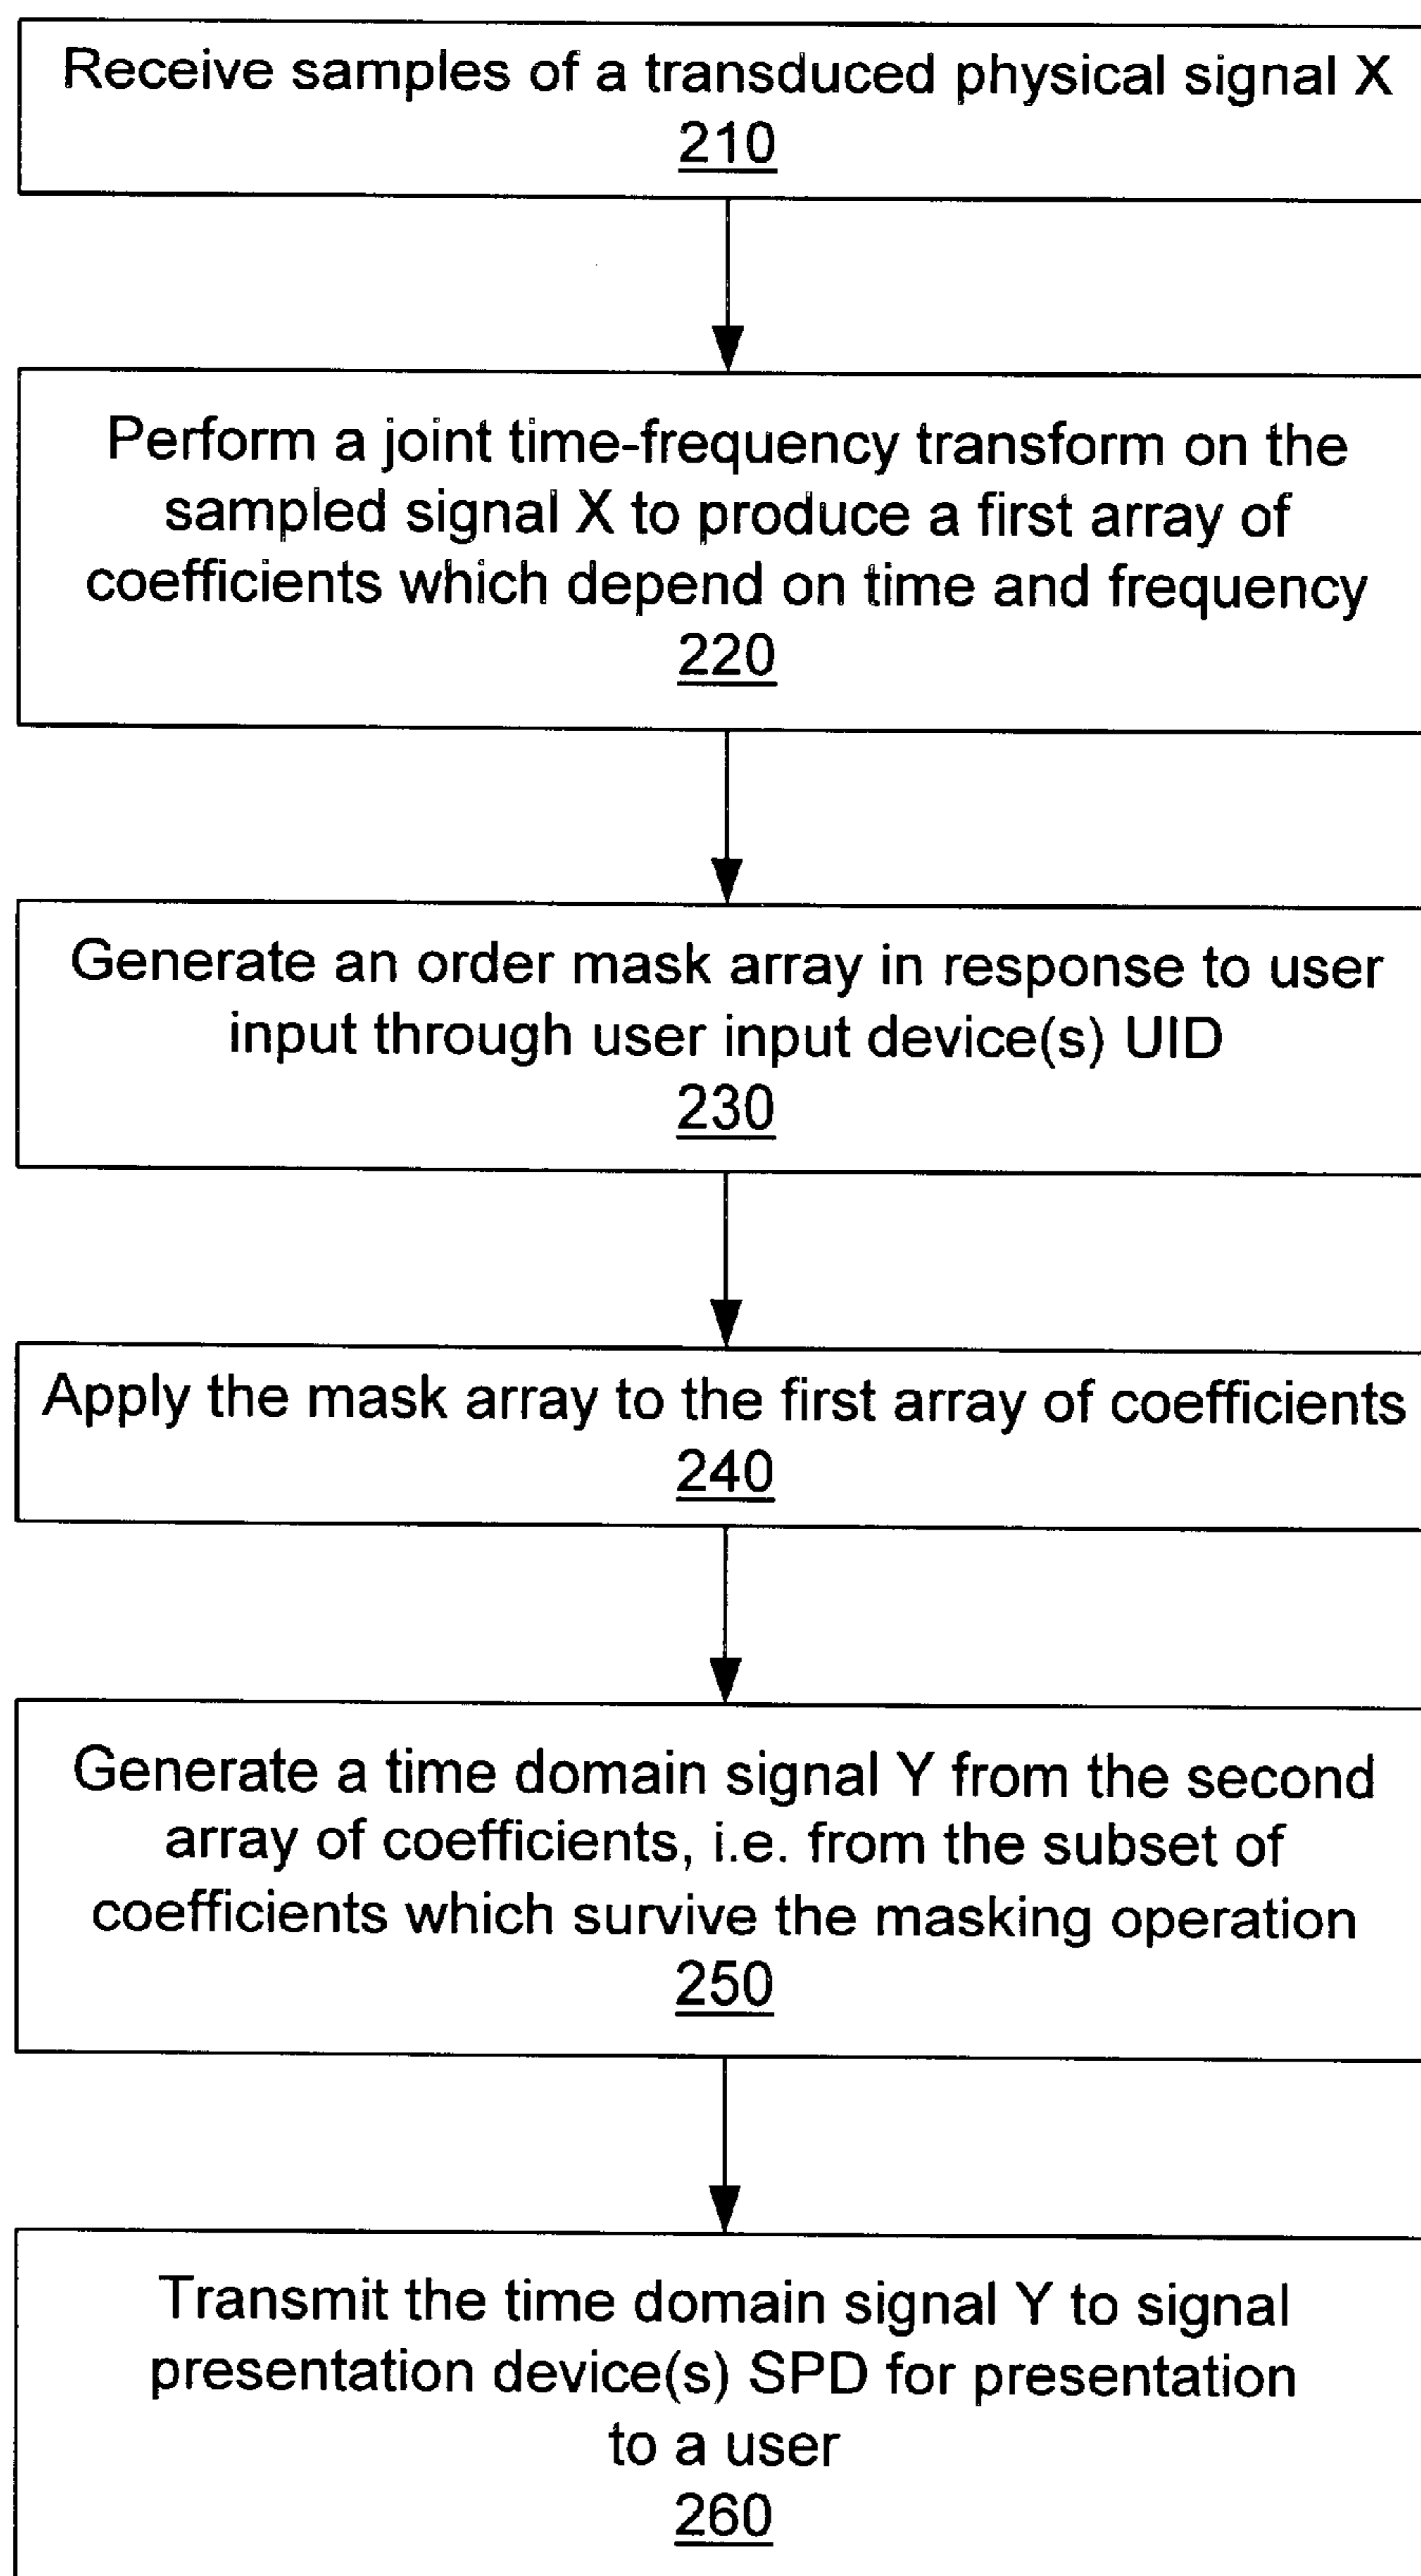 Receive samples of a transduced physical signal X
210
Perform a joint time-frequency transform on the
sampled signal X to produce a first array of
coefficients which depend on time and frequency
220
Generate an order mask array in response to user
input through user input device(s) UID
230
Apply the mask array to the first array of coefficients
240
Generate a time domain signal Y from the second
array of coefficients, i.e. from the subset of
coefficients which survive the masking operation
250
Transmit the time domain signal Y to signal
presentation device(s) SPD for presentation
to a user
260